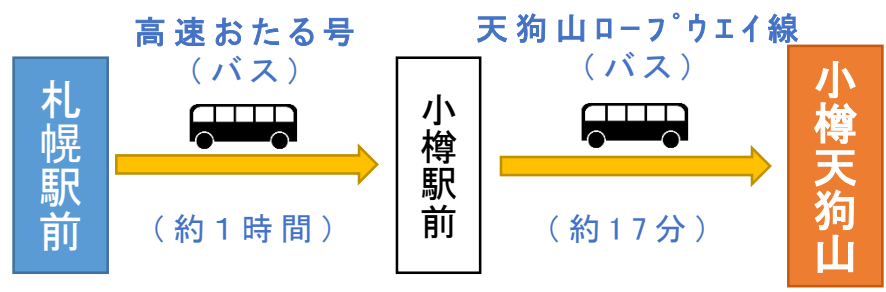 高速おたる号
（バス）
天狗山ロープウエイ線
（バス）
札幌駅前
小樽駅前
小樽天狗山
（約１時間）
（約17分）